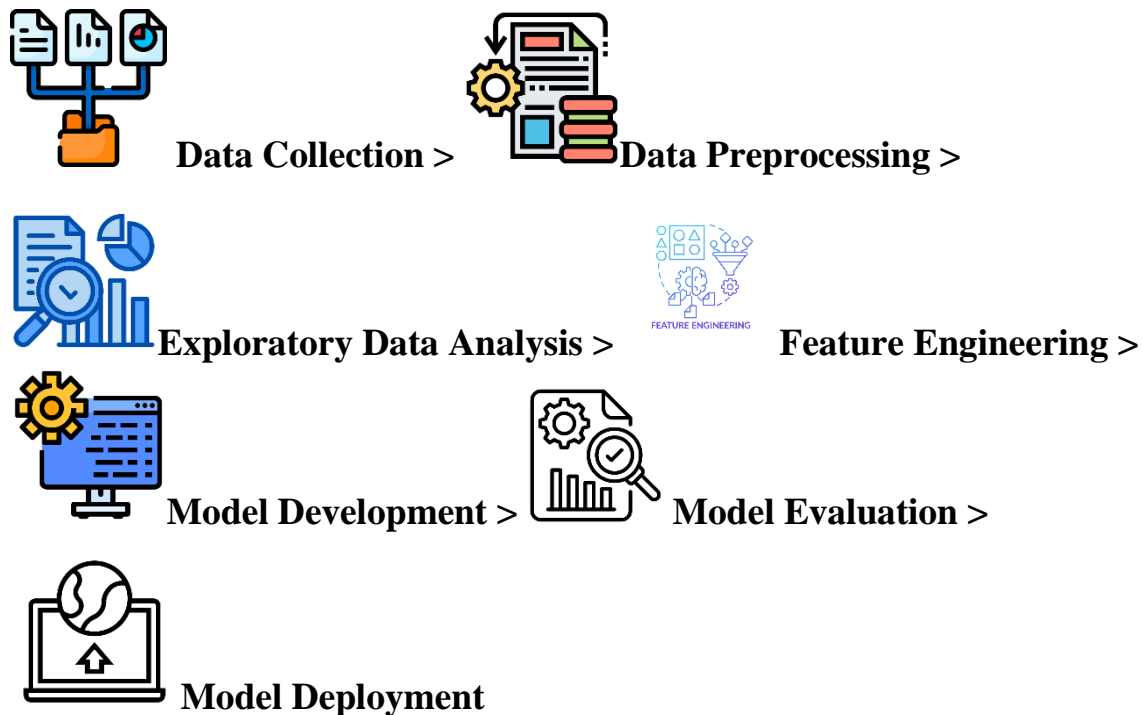 Data Collection >
Data Preprocessing >
Exploratory Data Analysis >
FEATURE ENGINEERING
Feature Engineering >
Model Development >
Model Evaluation >
Model Deployment